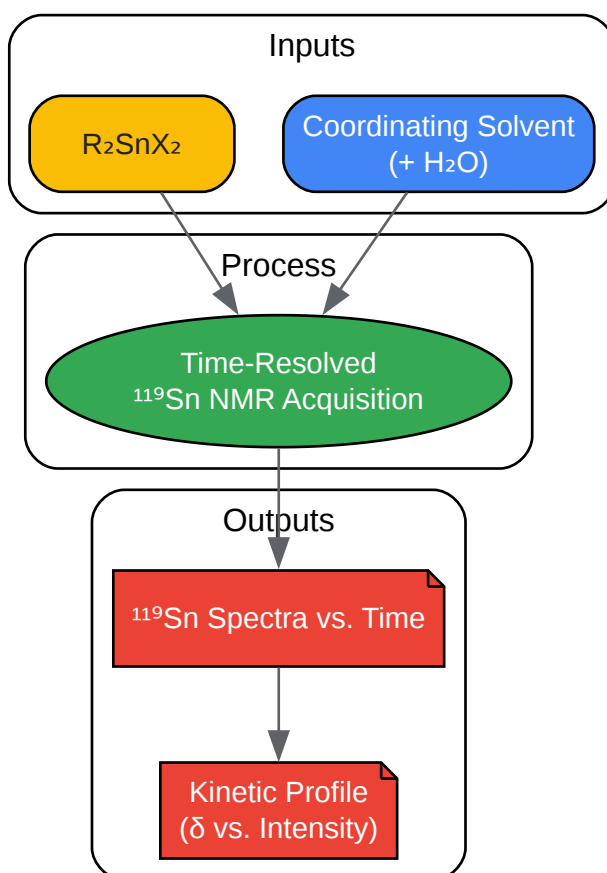 Inputs
R₂SnX₂
Coordinating Solvent
(+ H₂O)
Process
Time-Resolved
¹¹⁹Sn NMR Acquisition
Outputs
¹¹⁹Sn Spectra vs. Time
Kinetic Profile
(δ vs. Intensity)